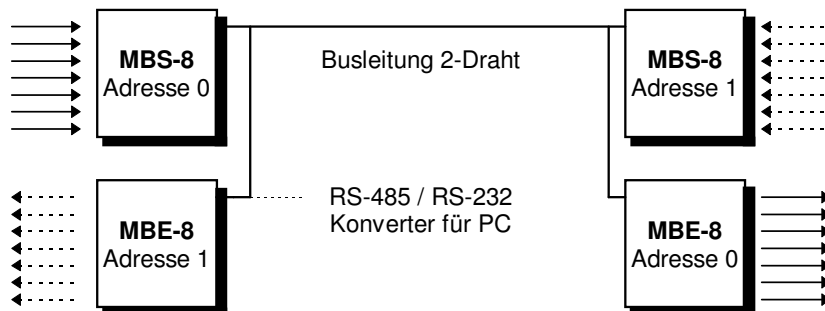 MBS-8
Adresse 0
Busleitung 2-Draht
MBS-8
Adresse 1
MBE-8
Adresse 1
RS-485 / RS-232
Konverter für PC
MBE-8
Adresse 0